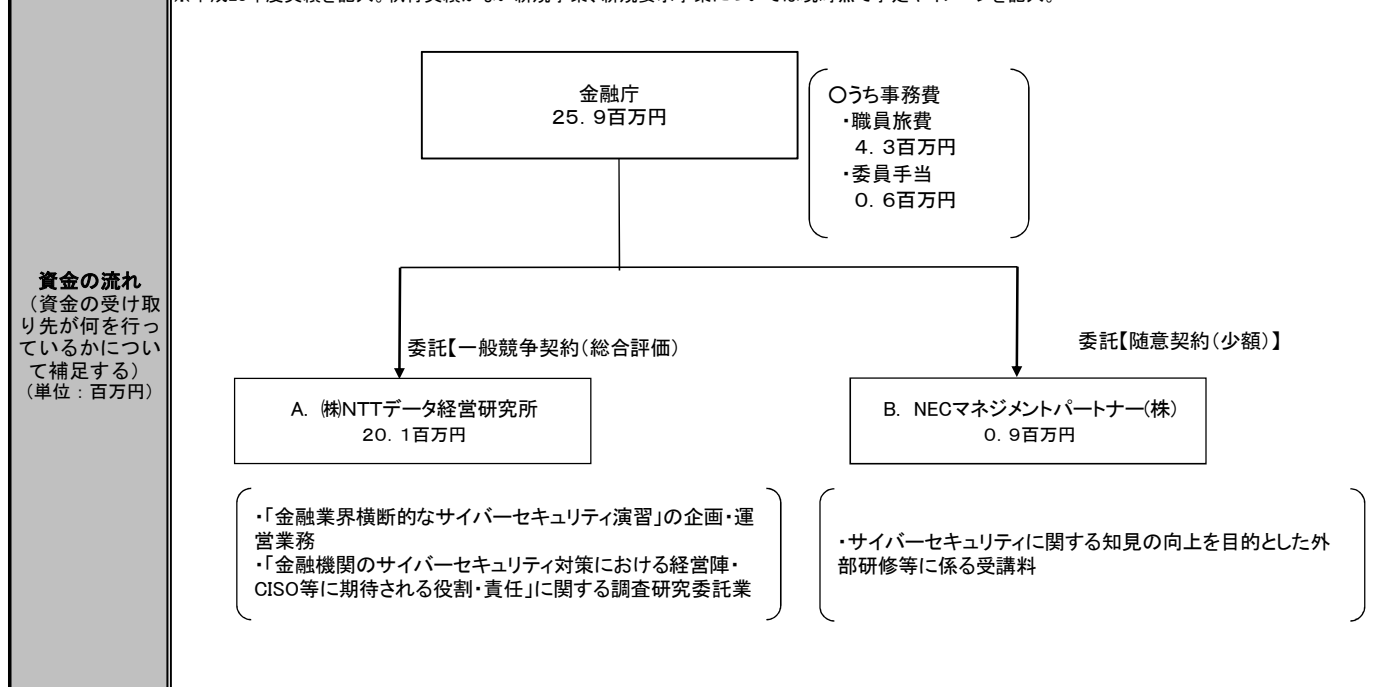 金融庁
25．9百万円
○うち事務費
・職員旅費
4．3百万円
・委員手当
0．6百万円
資金の流れ
（資金の受け取
り先が何を行っ
ているかについ
て補足する）
（単位：百万円）
委託【一般競争契約（総合評価）
委託【随意契約（少額）】
A. ㈱NTTデータ経営研究所
20．1百万円
B. NECマネジメントパートナー(株)
0．9百万円
・「金融業界横断的なサイバーセキュリティ演習」の企画・運
営業務
・「金融機関のサイバーセキュリティ対策における経営陣・
CISO等に期待される役割・責任」に関する調査研究委託業
・サイバーセキュリティに関する知見の向上を目的とした外
部研修等に係る受講料